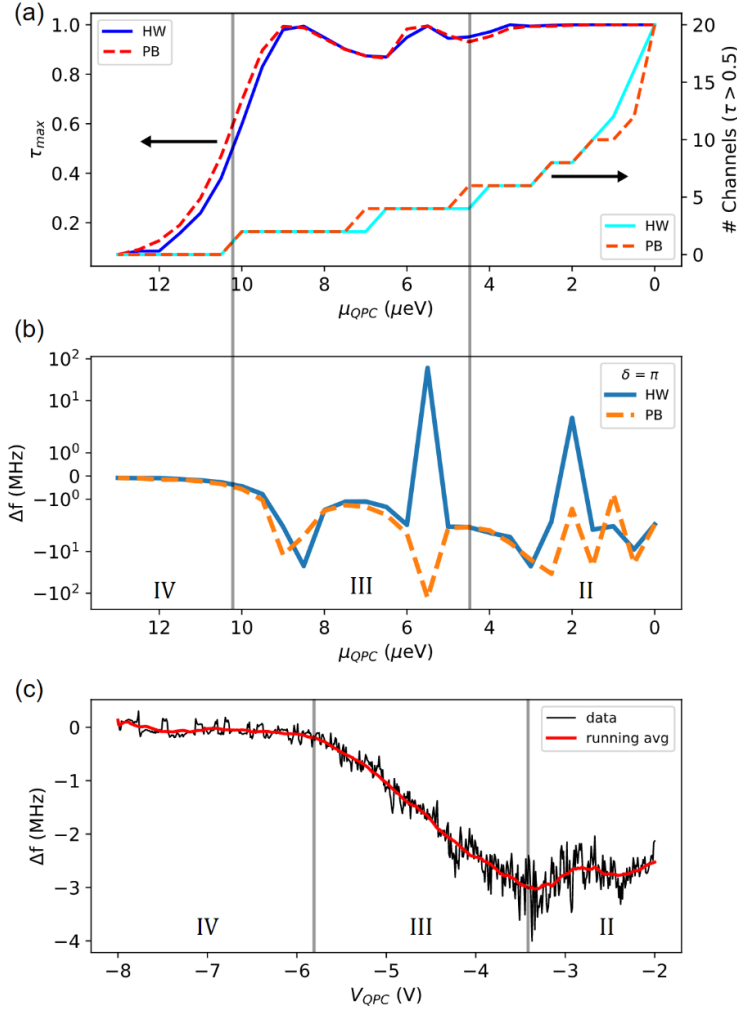 (a)
1.0
0.8
0.6
0.4
0.2
τmax
HW
PB
20
15
10
5
0
# Channels (τ > 0.5)
HW
PB
12 10 8 6 4 2 0
μQPC (μeV)
(b)
10²
10¹
10⁰
0
-10⁰
-10¹
-10²
Δf (MHz)
δ = π
HW
PB
IV III II
12 10 8 6 4 2 0
μQPC (μeV)
(c)
0
−1
−2
−3
−4
Δf (MHz)
data
running avg
IV III II
−8 −7 −6 −5 −4 −3 −2
VQPC (V)